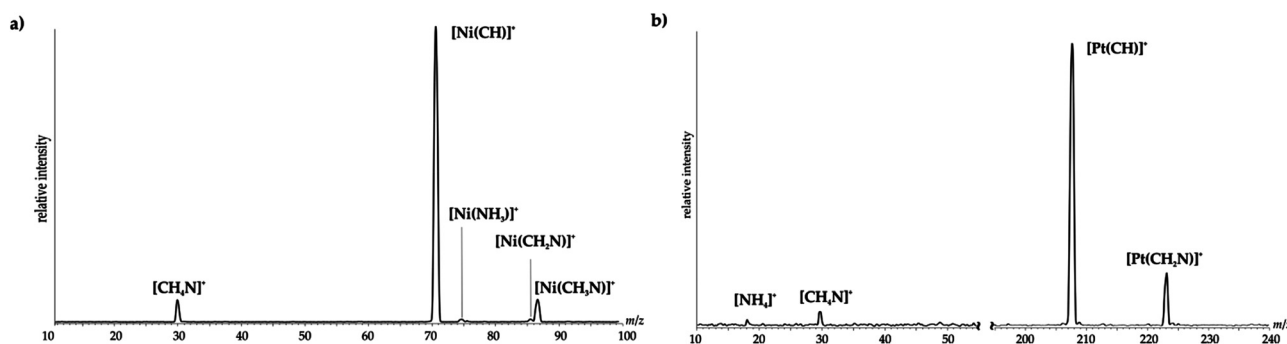 a)
[Ni(CH)]⁺
relative intensity
[Ni(NH₃)]⁺
[Ni(CH₂N)]⁺
[CH₄N]⁺
[Ni(CH₃N)]⁺
10 20 30 40 50 60 70 80 90 100 m/z
b)
[Pt(CH)]⁺
relative intensity
[Pt(CH₂N)]⁺
[NH₄]⁺ [CH₄N]⁺
10 20 30 40 50 200 210 220 230 240 m/z